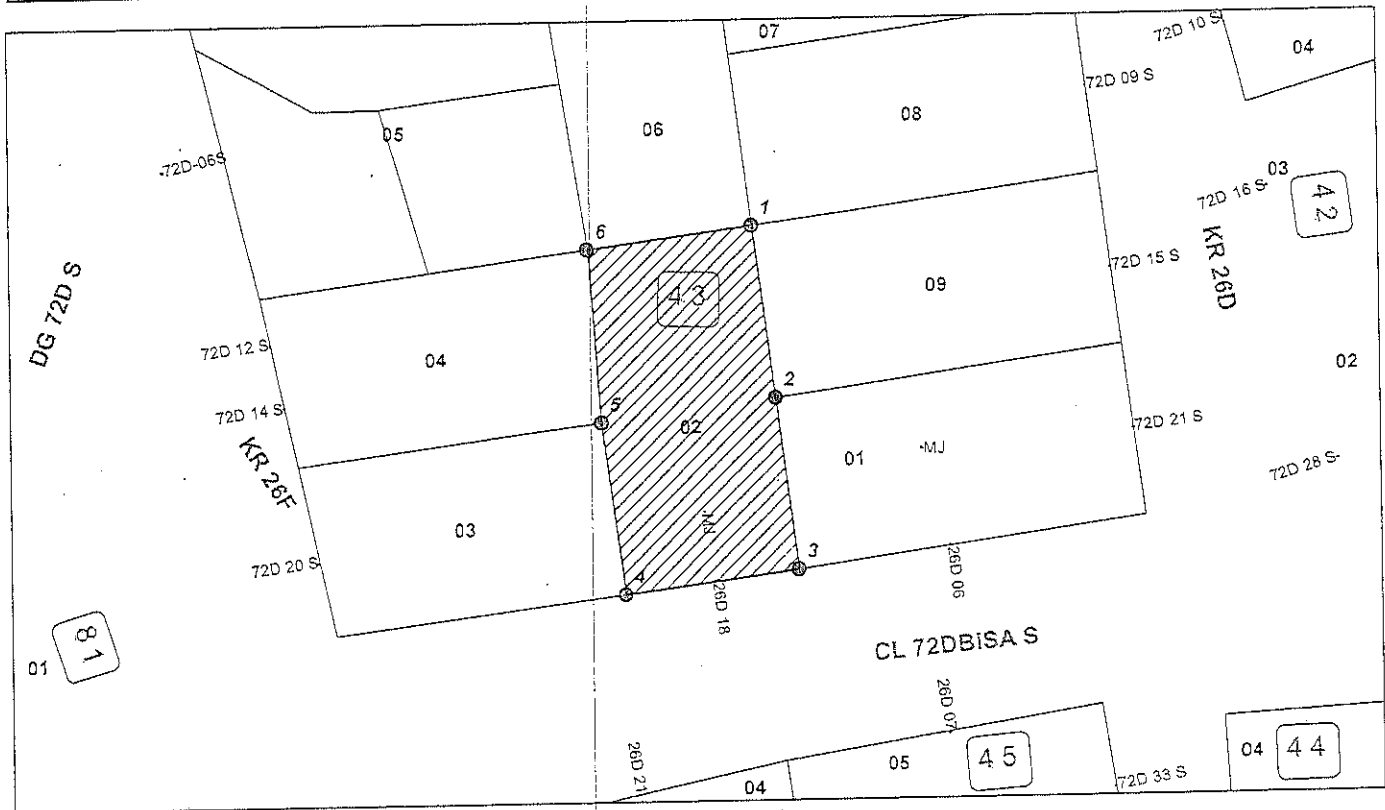 07
72D 10 S
04
72D 09 S
08
06
05
-72D-06S
03
72D 16 S-
42
1
6
KR 26D
DG 72D S
72D 15 S
43
09
72D 12 S
04
02
2
72D 14 S
5
02
72D 21 S
KR 26F
01
-MJ
72D 28 S-
03
MJ
72D 20 S
3
4
26D 18
26D 06
CL 72DBiSA S
81
01
26D 07
26D 21
05
45
04
44
04
72D 33 S